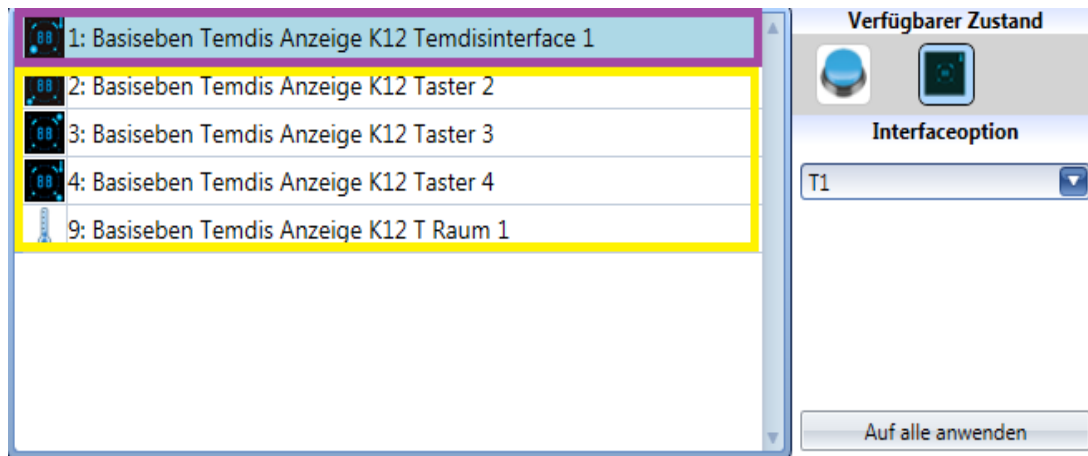 1: Basiseben Temdis Anzeige K12 Temdisinterface 1
2: Basiseben Temdis Anzeige K12 Taster 2
3: Basiseben Temdis Anzeige K12 Taster 3
4: Basiseben Temdis Anzeige K12 Taster 4
9: Basiseben Temdis Anzeige K12 T Raum 1
Verfügbarer Zustand
Interfaceoption
T1
Auf alle anwenden